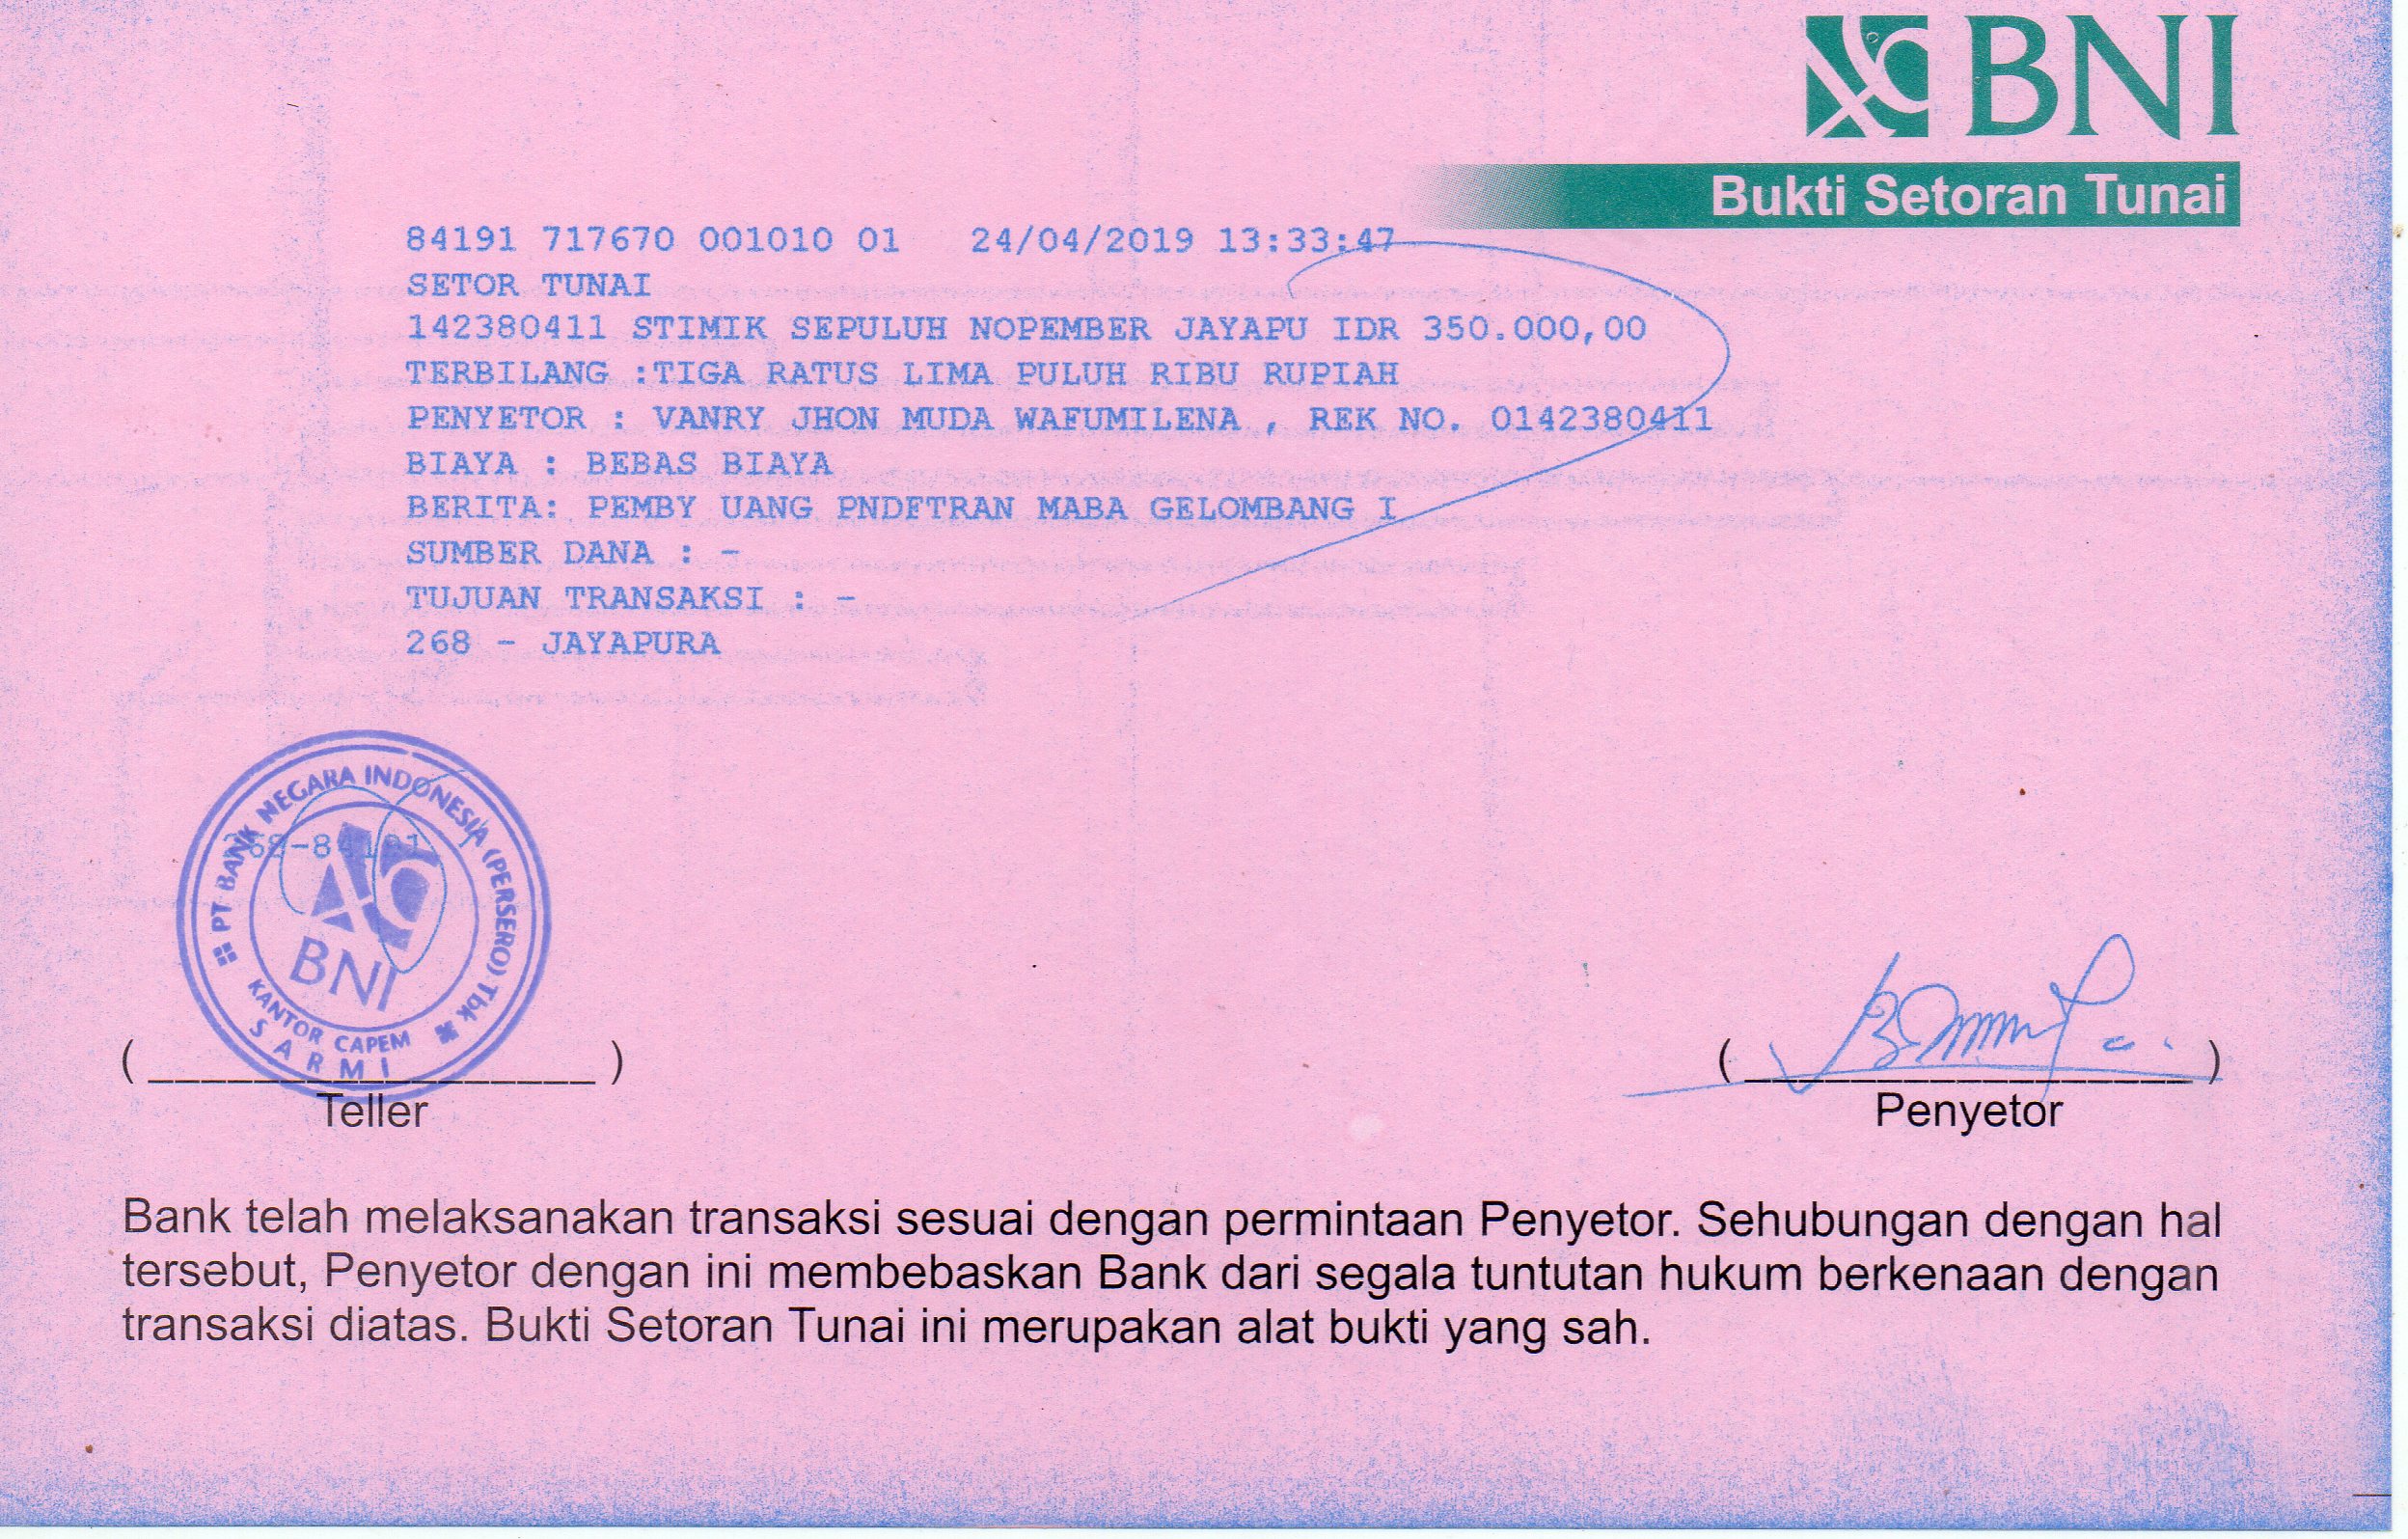 BNI
Bukti Setoran Tunai
84191 717670 001010 01 24/04/2019 13:33:47
SETOR TUNAI
142380411 STIMIK SEPULUH NOPEMBER JAYAPU IDR 350.000,00
TERBILANG :TIGA RATUS LIMA PULUH RIBU RUPIAH
PENYETOR : VANRY JHON MUDA WAFUMILENA , REK NO. 0142380411
BIAYA : BEBAS BIAYA
BERITA: PEMBY UANG PNDFTRAN MABA GELOMBANG I
SUMBER DANA : -
TUJUAN TRANSAKSI : -
268 - JAYAPURA
PT BANK NEGARA INDONESIA (PERSERO) Tbk
268-84191
BNI
KANTOR CAPEM
SARMI
( ____________________ )
Teller
( ____________________ )
Penyetor
Bank telah melaksanakan transaksi sesuai dengan permintaan Penyetor. Sehubungan dengan hal
tersebut, Penyetor dengan ini membebaskan Bank dari segala tuntutan hukum berkenaan dengan
transaksi diatas. Bukti Setoran Tunai ini merupakan alat bukti yang sah.